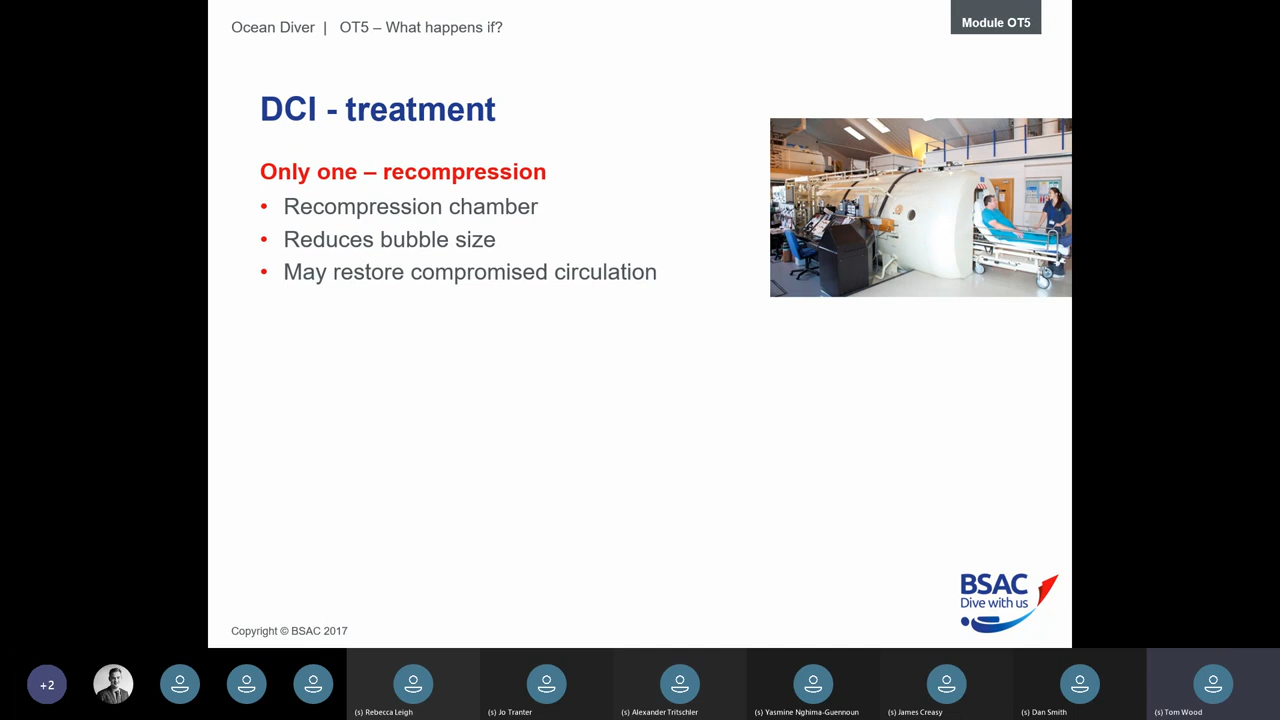 Ocean Diver | OT5 – What happens if?
Module OT5
DCI - treatment
Only one – recompression
• Recompression chamber
• Reduces bubble size
• May restore compromised circulation
BSAC
Dive with us
Copyright © BSAC 2017
+2
(s) Rebecca Leigh
(s) Jo Tranter
(s) Alexander Tritschler
(s) Yasmine Nghima-Guennoun
(s) James Creasy
(s) Dan Smith
(s) Tom Wood